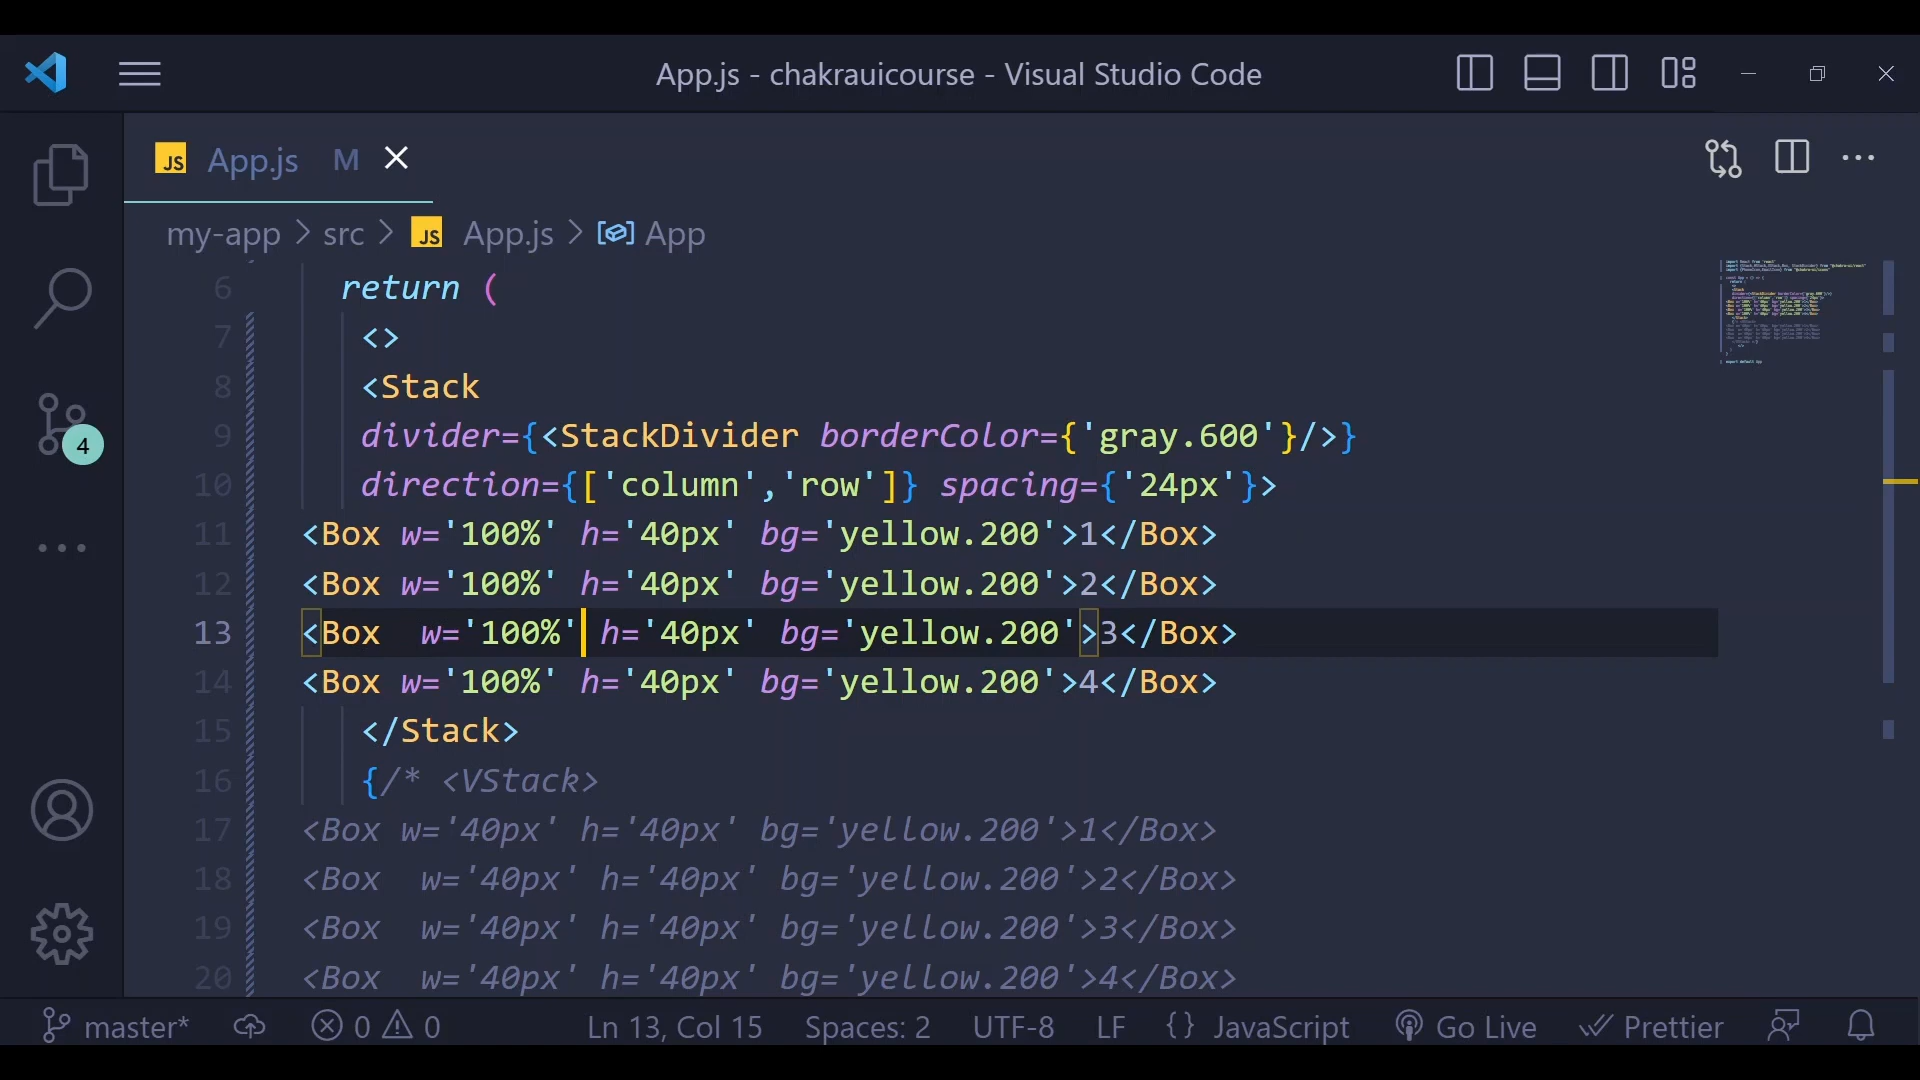 App.js - chakrauicourse - Visual Studio Code
JS App.js M
my-app > src > JS App.js > App
6 return (
7 <>
8 <Stack
9 divider={<StackDivider borderColor={'gray.600'}/>}
10 direction={['column','row']} spacing={'24px'}>
11 <Box w='100%' h='40px' bg='yellow.200'>1</Box>
12 <Box w='100%' h='40px' bg='yellow.200'>2</Box>
13 <Box  w='100%' h='40px' bg='yellow.200'>3</Box>
14 <Box w='100%' h='40px' bg='yellow.200'>4</Box>
15 </Stack>
16 {/* <VStack>
17 <Box w='40px' h='40px' bg='yellow.200'>1</Box>
18 <Box  w='40px' h='40px' bg='yellow.200'>2</Box>
19 <Box  w='40px' h='40px' bg='yellow.200'>3</Box>
20 <Box  w='40px' h='40px' bg='yellow.200'>4</Box>
4
master* 0 0 Ln 13, Col 15 Spaces: 2 UTF-8 LF {} JavaScript Go Live Prettier